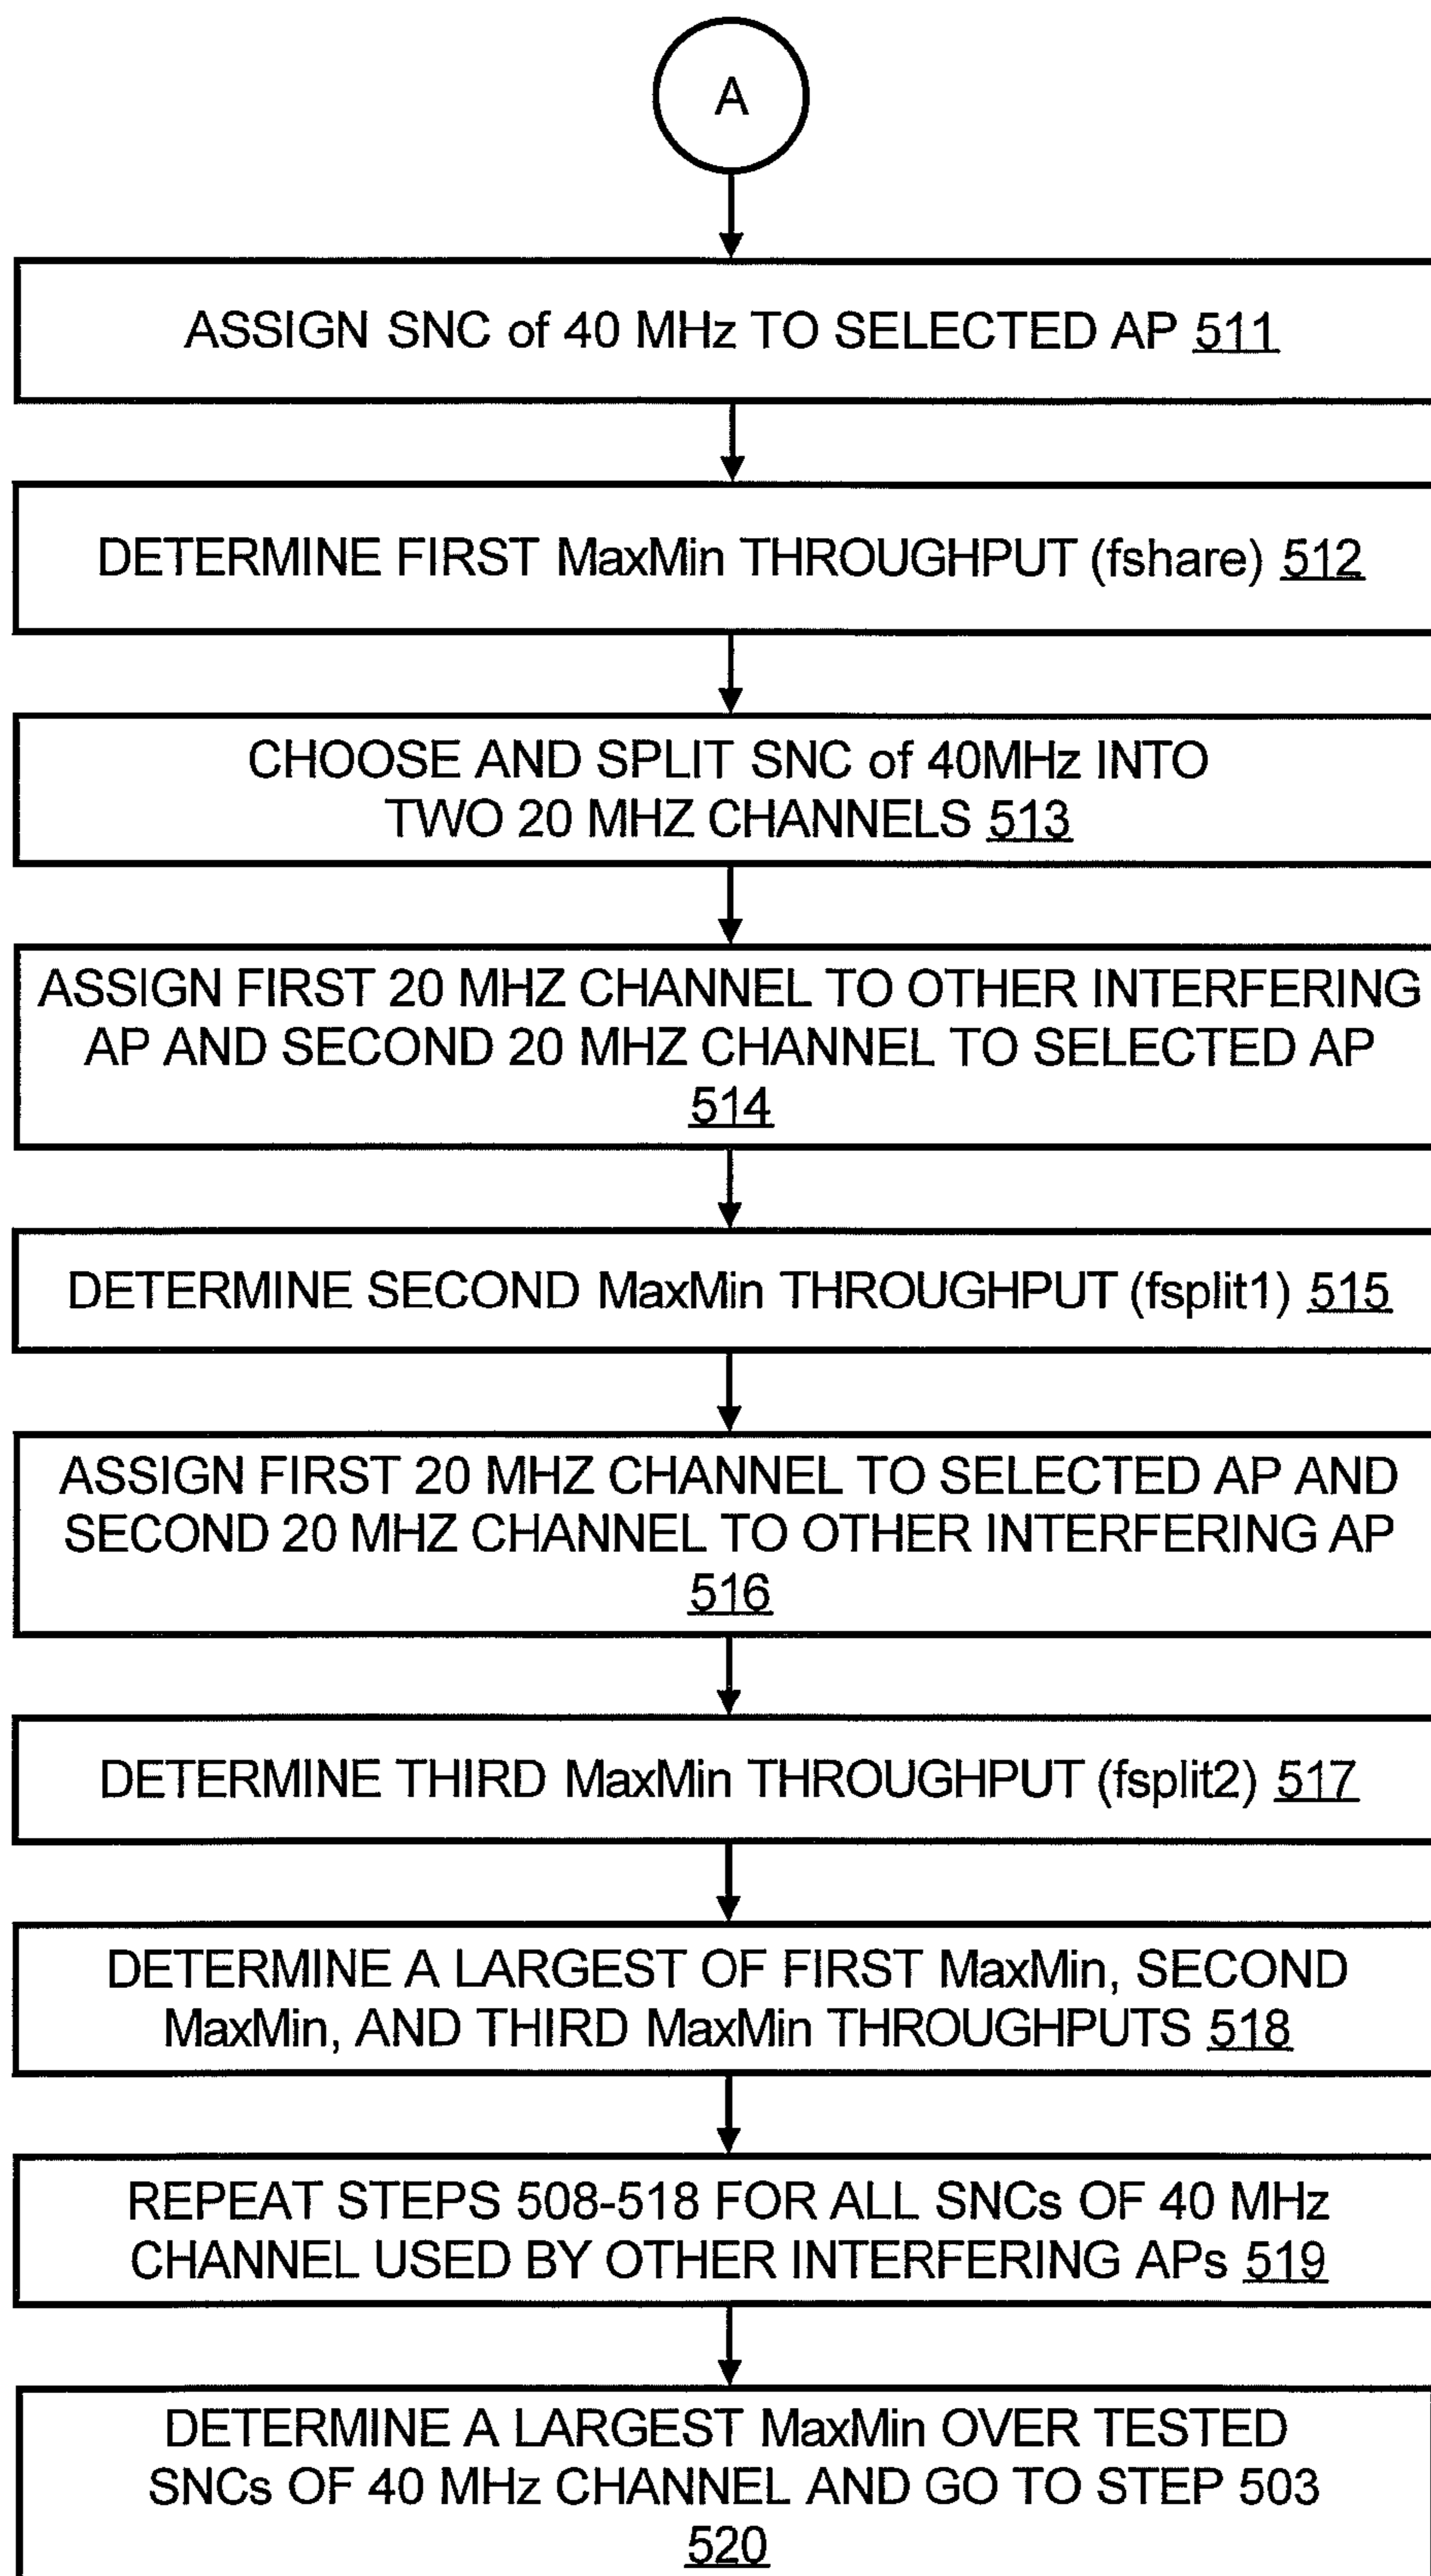 A
ASSIGN SNC of 40 MHz TO SELECTED AP 511
DETERMINE FIRST MaxMin THROUGHPUT (fshare) 512
CHOOSE AND SPLIT SNC of 40MHz INTO
TWO 20 MHZ CHANNELS 513
ASSIGN FIRST 20 MHZ CHANNEL TO OTHER INTERFERING
AP AND SECOND 20 MHZ CHANNEL TO SELECTED AP
514
DETERMINE SECOND MaxMin THROUGHPUT (fsplit1) 515
ASSIGN FIRST 20 MHZ CHANNEL TO SELECTED AP AND
SECOND 20 MHZ CHANNEL TO OTHER INTERFERING AP
516
DETERMINE THIRD MaxMin THROUGHPUT (fsplit2) 517
DETERMINE A LARGEST OF FIRST MaxMin, SECOND
MaxMin, AND THIRD MaxMin THROUGHPUTS 518
REPEAT STEPS 508-518 FOR ALL SNCs OF 40 MHz
CHANNEL USED BY OTHER INTERFERING APs 519
DETERMINE A LARGEST MaxMin OVER TESTED
SNCs OF 40 MHz CHANNEL AND GO TO STEP 503
520